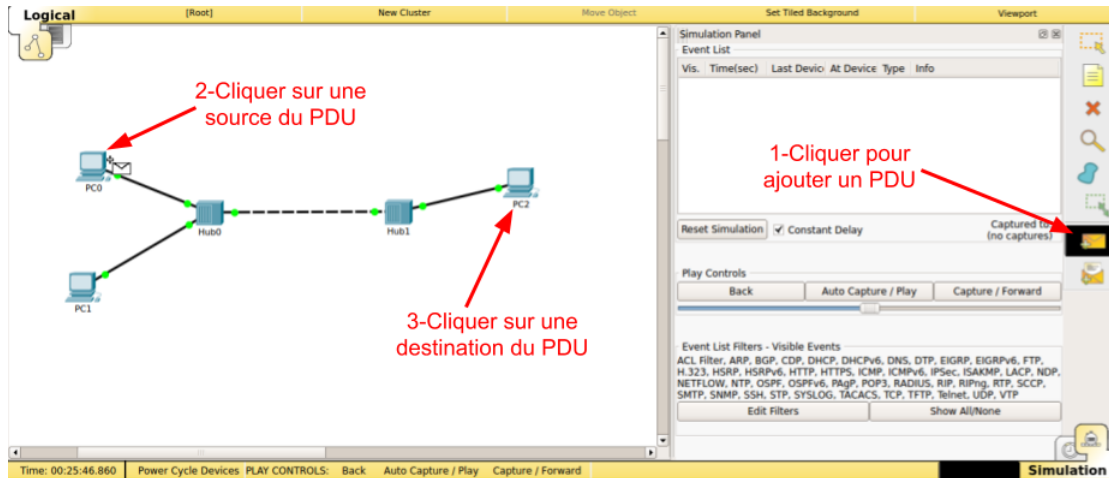 Logical
[Root]
New Cluster
Move Object
Set Tiled Background
Viewport
Simulation Panel
Event List
Vis. Time(sec) Last Devic At Device Type Info
2-Cliquer sur une
source du PDU
1-Cliquer pour
ajouter un PDU
PC0
PC2
Hub0
Hub1
PC1
3-Cliquer sur une
destination du PDU
Reset Simulation
Constant Delay
Captured to:
(no captures)
Play Controls
Back
Auto Capture / Play
Capture / Forward
Event List Filters - Visible Events
ACL Filter, ARP, BGP, CDP, DHCP, DHCPv6, DNS, DTP, EIGRP, EIGRPv6, FTP,
H.323, HSRP, HSRPv6, HTTP, HTTPS, ICMP, ICMPv6, IPSec, ISAKMP, LACP, NDP,
NETFLOW, NTP, OSPF, OSPFv6, PAgP, POP3, RADIUS, RIP, RIPng, RTP, SCCP,
SMTP, SNMP, SSH, STP, SYSLOG, TACACS, TCP, TFTP, Telnet, UDP, VTP
Edit Filters
Show All/None
Time: 00:25:46.860
Power Cycle Devices PLAY CONTROLS: Back Auto Capture / Play Capture / Forward
Simulation